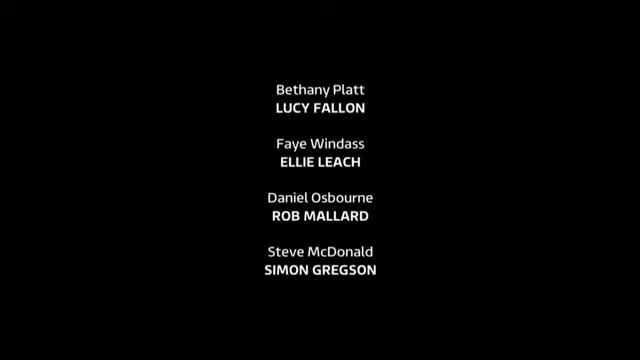 Bethany Platt
LUCY FALLON
Faye Windass
ELLIE LEACH
Daniel Osbourne
ROB MALLARD
Steve McDonald
SIMON GREGSON